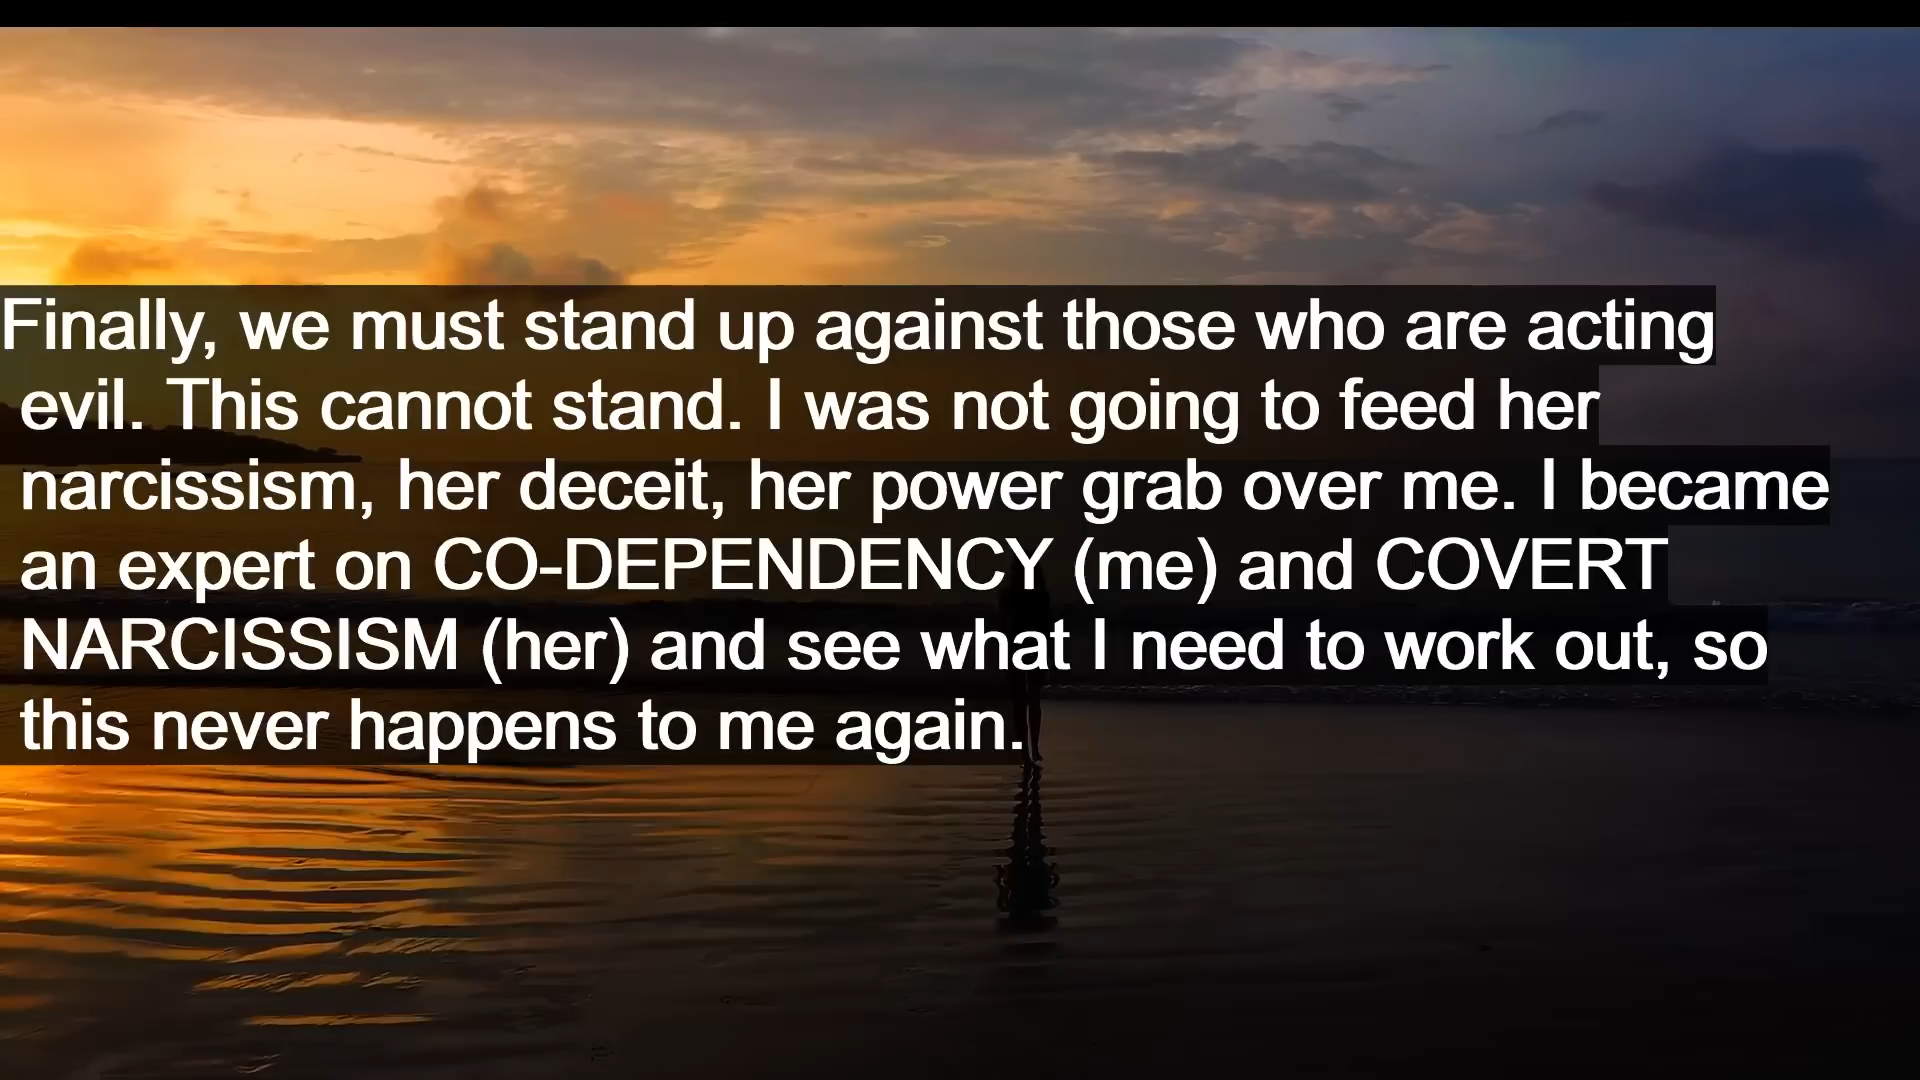 Finally, we must stand up against those who are acting
evil. This cannot stand. I was not going to feed her
narcissism, her deceit, her power grab over me. I became
an expert on CO-DEPENDENCY (me) and COVERT
NARCISSISM (her) and see what I need to work out, so
this never happens to me again.